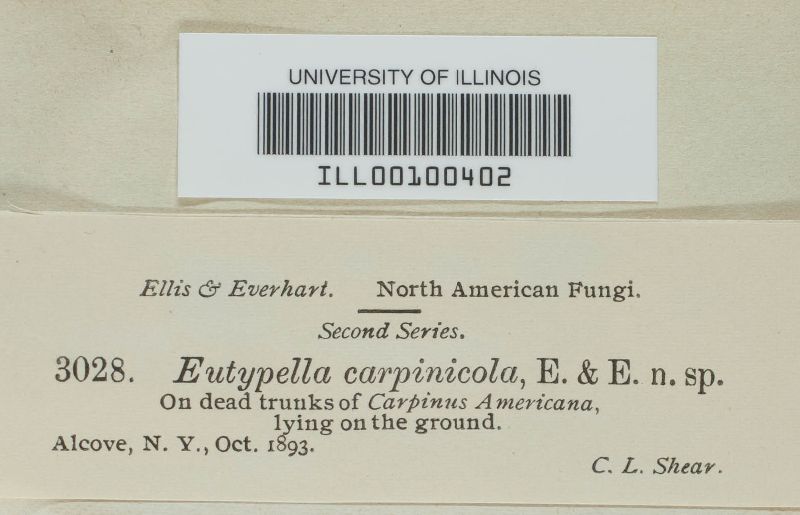 UNIVERSITY OF ILLINOIS
ILL00100402
Ellis & Everhart. North American Fungi.
Second Series.
3028. Eutypella carpinicola, E. & E. n. sp.
On dead trunks of Carpinus Americana,
lying on the ground.
Alcove, N. Y., Oct. 1893.
C. L. Shear.